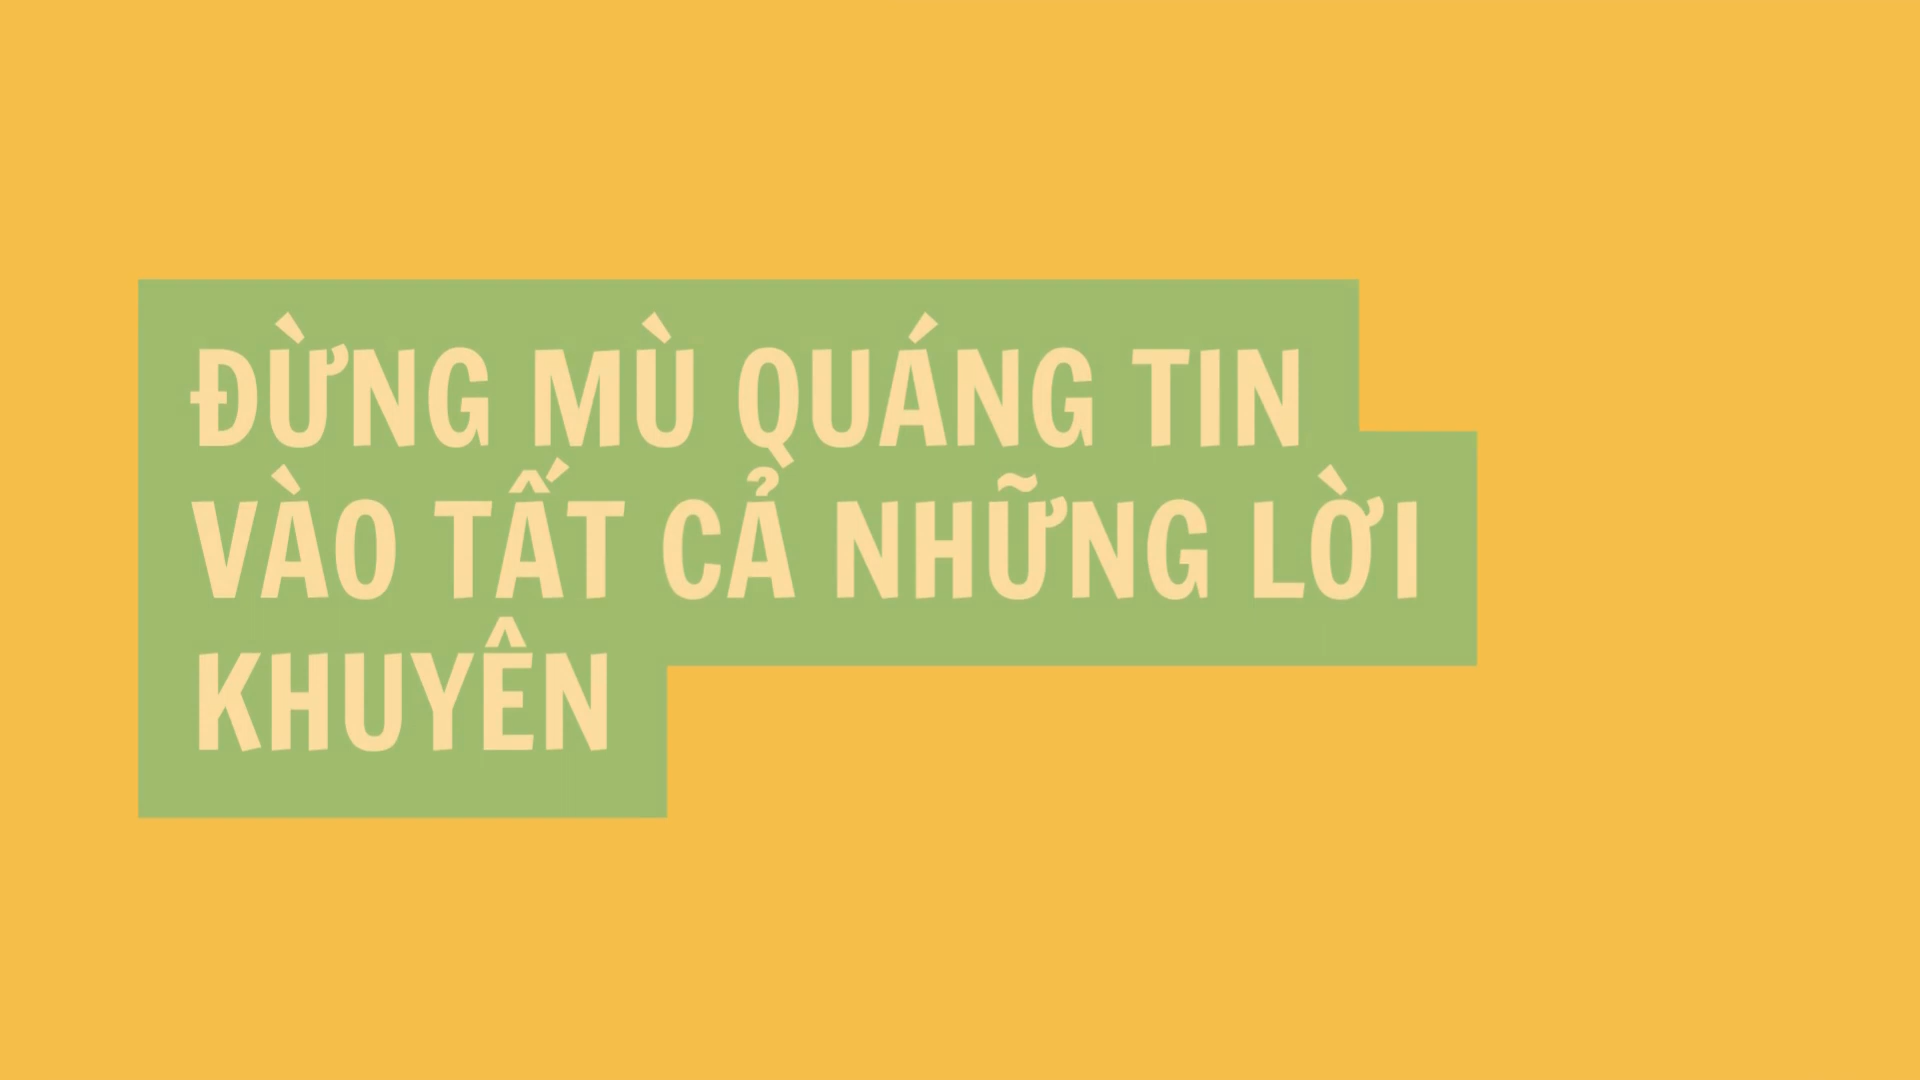 ĐỪNG MÙ QUÁNG TIN
VÀO TẤT CẢ NHỮNG LỜI
KHUYÊN